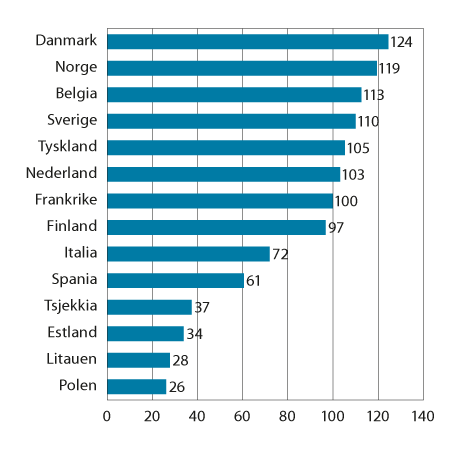 Danmark 124
Norge 119
Belgia 113
Sverige 110
Tyskland 105
Nederland 103
Frankrike 100
Finland 97
Italia 72
Spania 61
Tsjekkia 37
Estland 34
Litauen 28
Polen 26
0 20 40 60 80 100 120 140